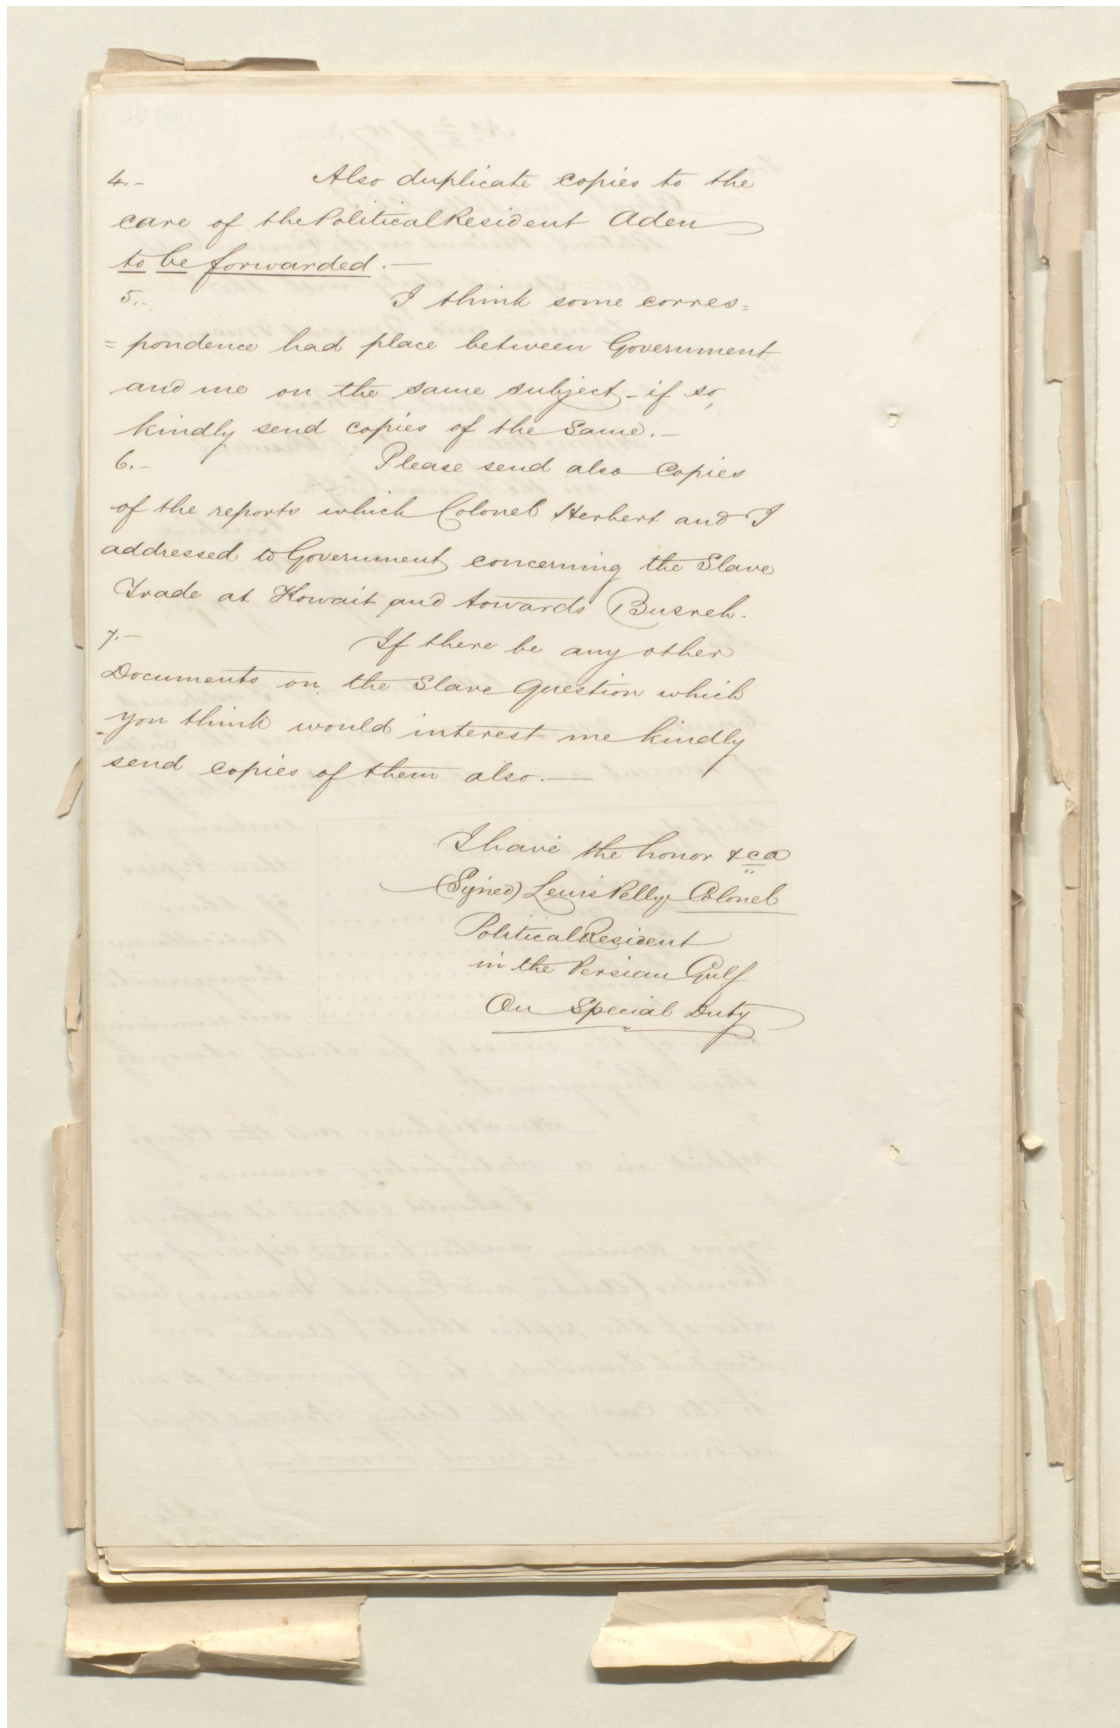 4.- Also duplicate copies to the
care of the Political Resident Aden
to be forwarded.-
5.- I think some corres=
=pondence had place between Government
and me on the same subject - if so,
kindly send copies of the Same.-
6.- Please send also Copies
of the reports which Colonel Herbert and I
addressed to Government concerning the Slave
Trade at Kowait and towards Busreh.
7.- If there be any other
Documents on the Slave Question which
you think would interest me kindly
send copies of them also.-
I have the honor &ca
(Signed) Lewis Pelly Colonel
Political Resident
in the Persian Gulf
On Special Duty